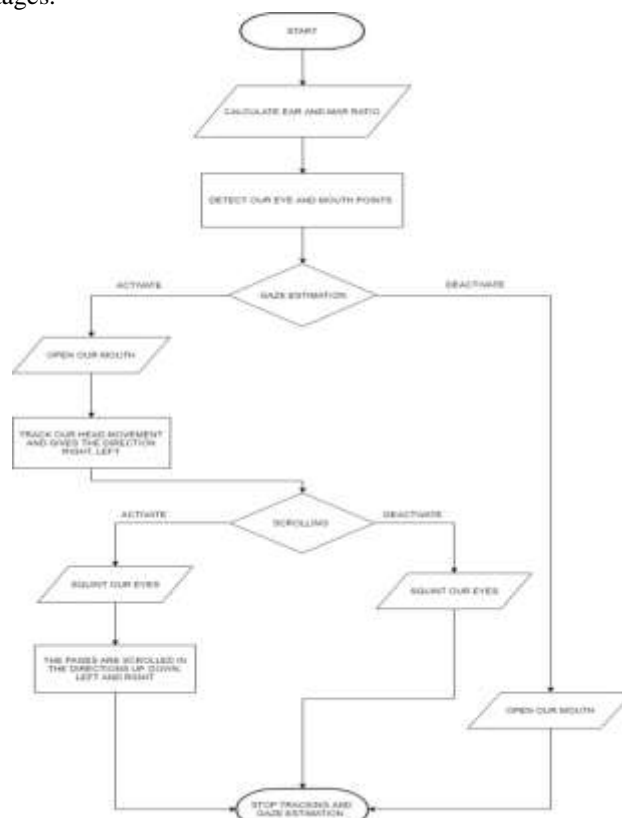 tages.
START
CALCULATE EAR AND MAR RATIO
DETECT OUR EYE AND MOUTH POINTS
ACTIVATE
GAZE ESTIMATION
DEACTIVATE
OPEN OUR MOUTH
TRACK OUR HEAD MOVEMENT
AND GIVES THE DIRECTION
RIGHT, LEFT
ACTIVATE
SCROLLING
DEACTIVATE
SQUINT OUR EYES
SQUINT OUR EYES
THE PAGES ARE SCROLLED IN
THE DIRECTIONS UP, DOWN,
LEFT AND RIGHT
OPEN OUR MOUTH
STOP TRACKING AND
GAZE ESTIMATION